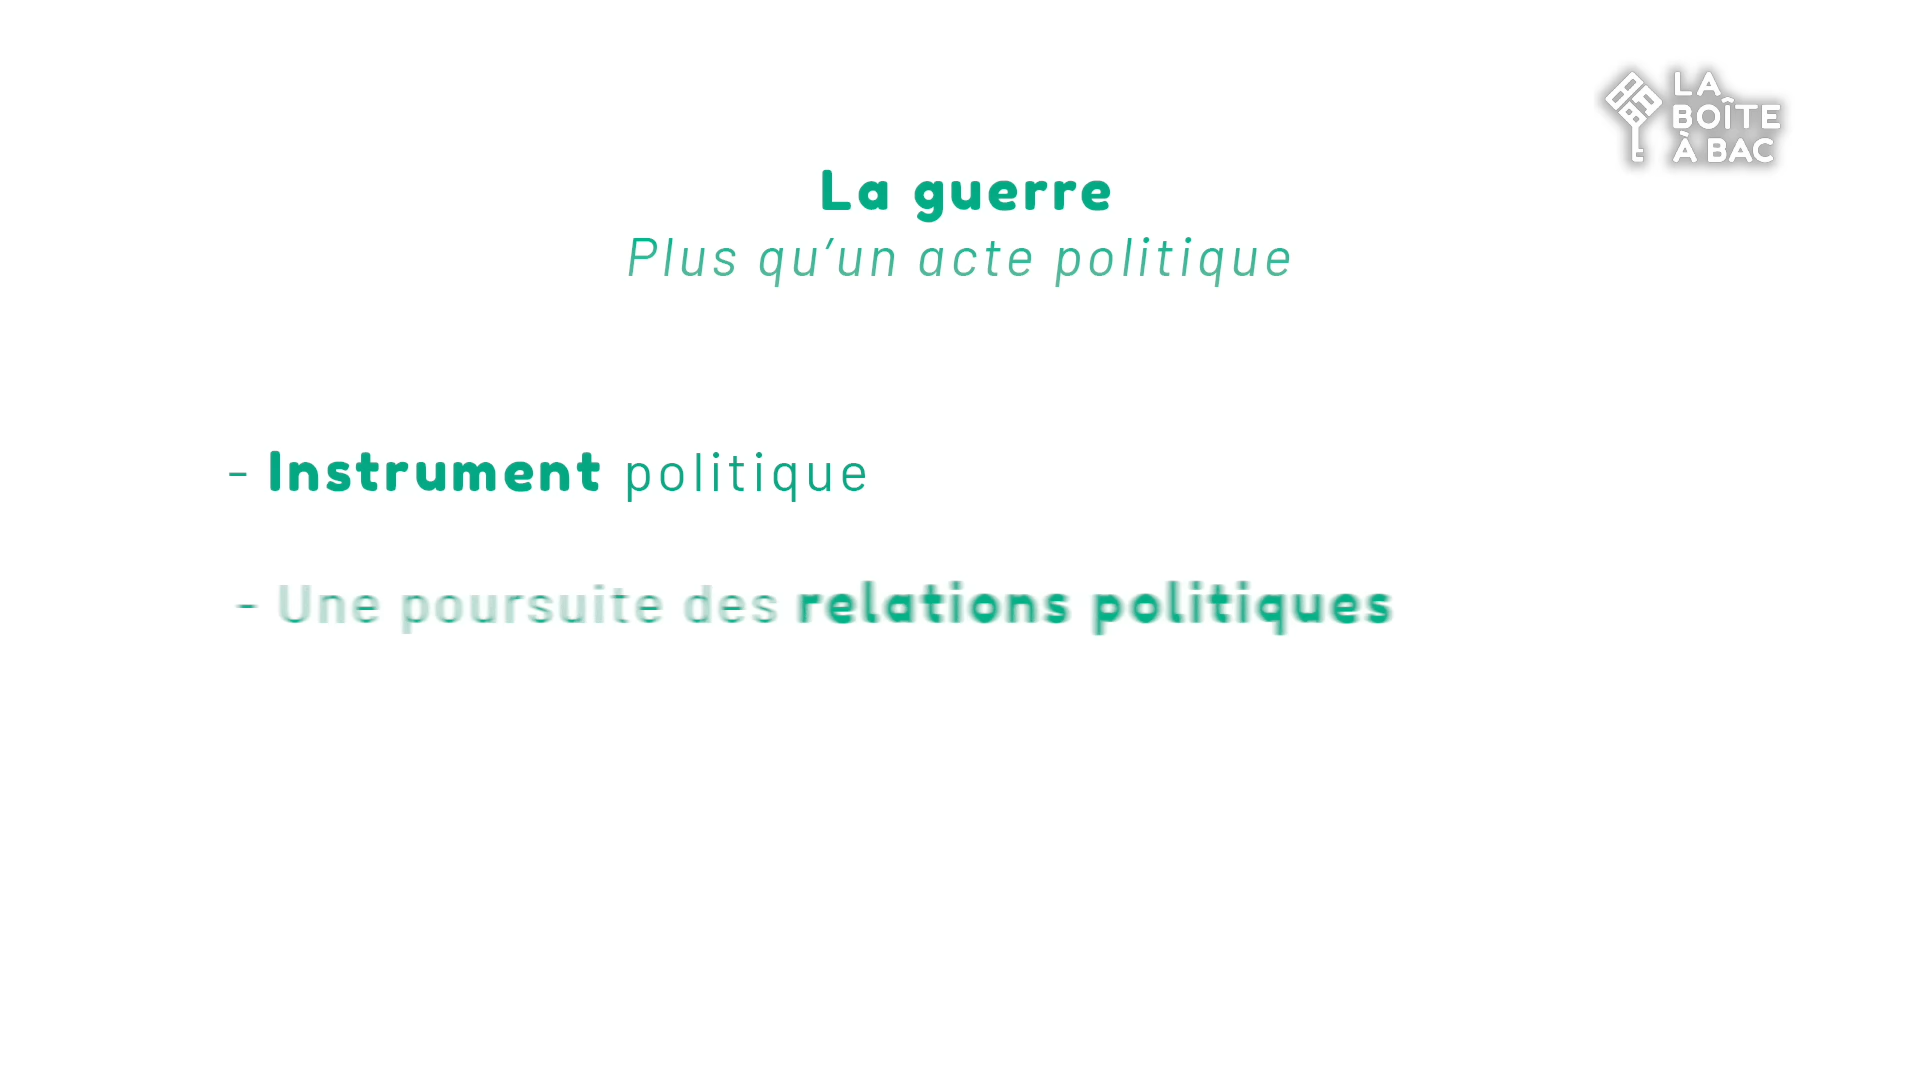 LA
BOÎTE
À BAC
La guerre
Plus qu’un acte politique
- Instrument politique
- Une poursuite des relations politiques